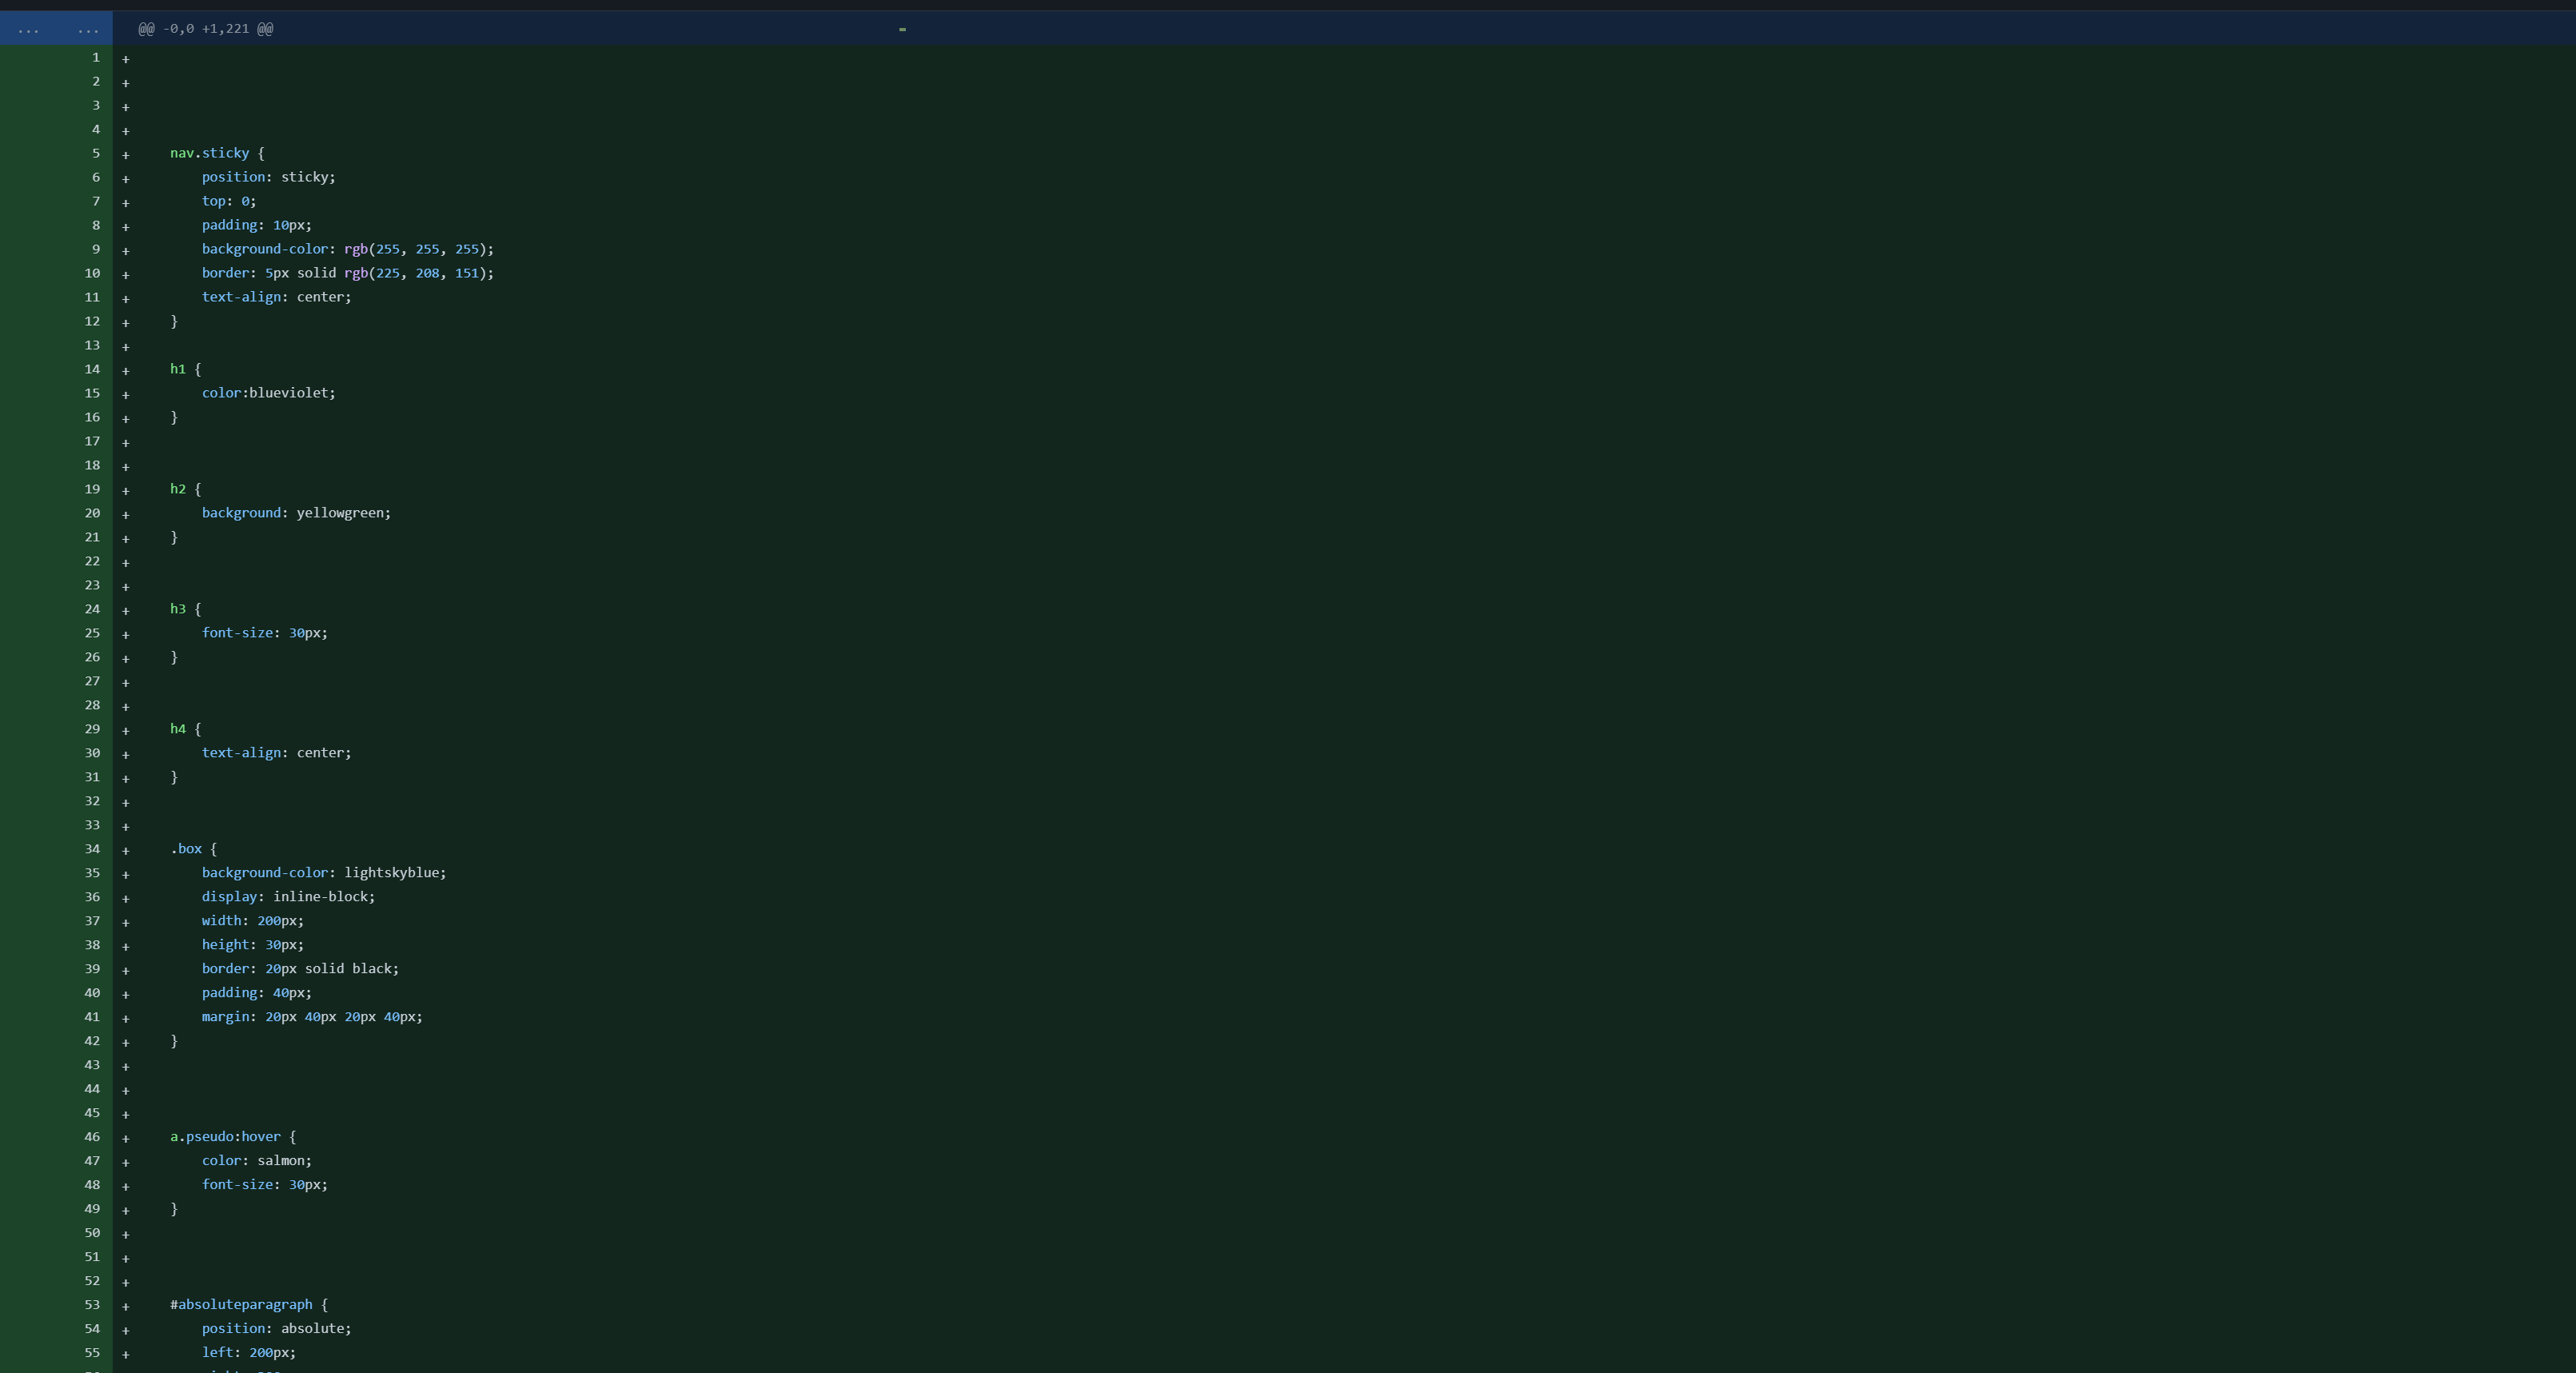 ... ... @@ -0,0 +1,221 @@
1 +
2 +
3 +
4 +
5 + nav.sticky {
6 + position: sticky;
7 + top: 0;
8 + padding: 10px;
9 + background-color: rgb(255, 255, 255);
10 + border: 5px solid rgb(225, 208, 151);
11 + text-align: center;
12 + }
13 +
14 + h1 {
15 + color:blueviolet;
16 + }
17 +
18 +
19 + h2 {
20 + background: yellowgreen;
21 + }
22 +
23 +
24 + h3 {
25 + font-size: 30px;
26 + }
27 +
28 +
29 + h4 {
30 + text-align: center;
31 + }
32 +
33 +
34 + .box {
35 + background-color: lightskyblue;
36 + display: inline-block;
37 + width: 200px;
38 + height: 30px;
39 + border: 20px solid black;
40 + padding: 40px;
41 + margin: 20px 40px 20px 40px;
42 + }
43 +
44 +
45 +
46 + a.pseudo:hover {
47 + color: salmon;
48 + font-size: 30px;
49 + }
50 +
51 +
52 +
53 + #absoluteparagraph {
54 + position: absolute;
55 + left: 200px;